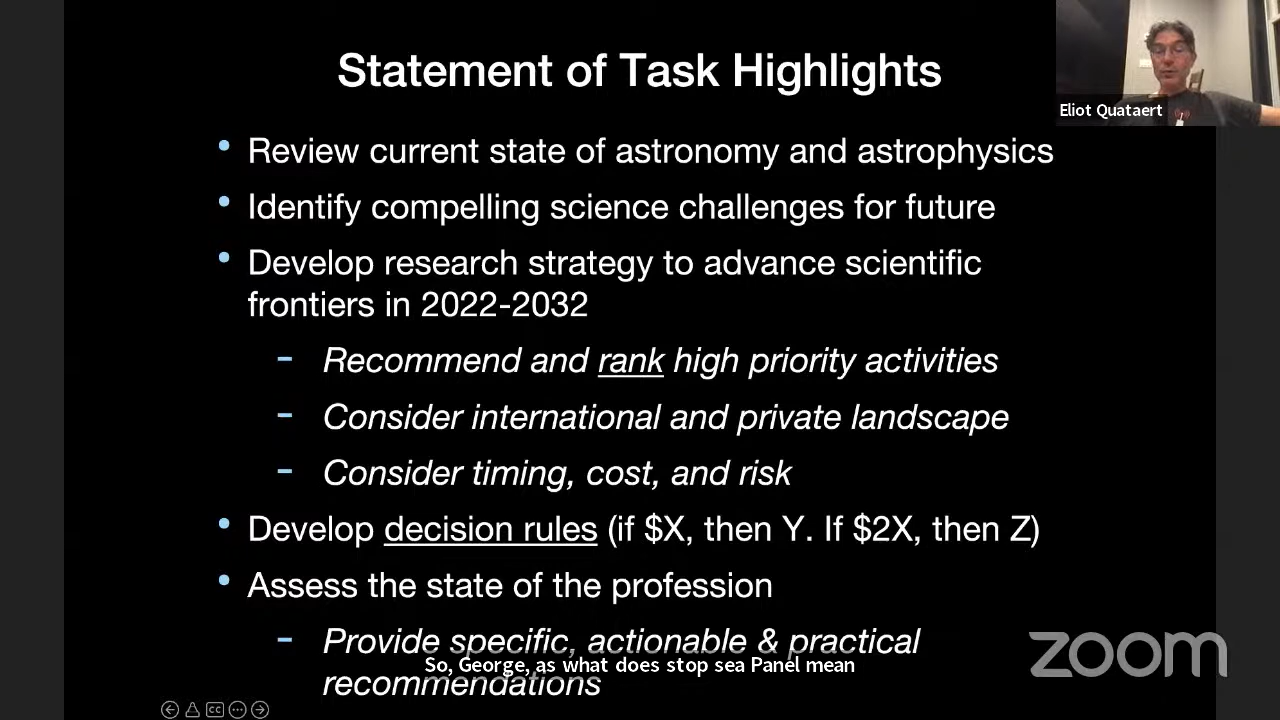 Statement of Task Highlights
Eliot Quataert
• Review current state of astronomy and astrophysics
• Identify compelling science challenges for future
• Develop research strategy to advance scientific
frontiers in 2022-2032
- Recommend and rank high priority activities
- Consider international and private landscape
- Consider timing, cost, and risk
• Develop decision rules (if $X, then Y. If $2X, then Z)
• Assess the state of the profession
- Provide specific, actionable & practical
recommendations
So, George, as what does stop sea Panel mean
zoom
CC